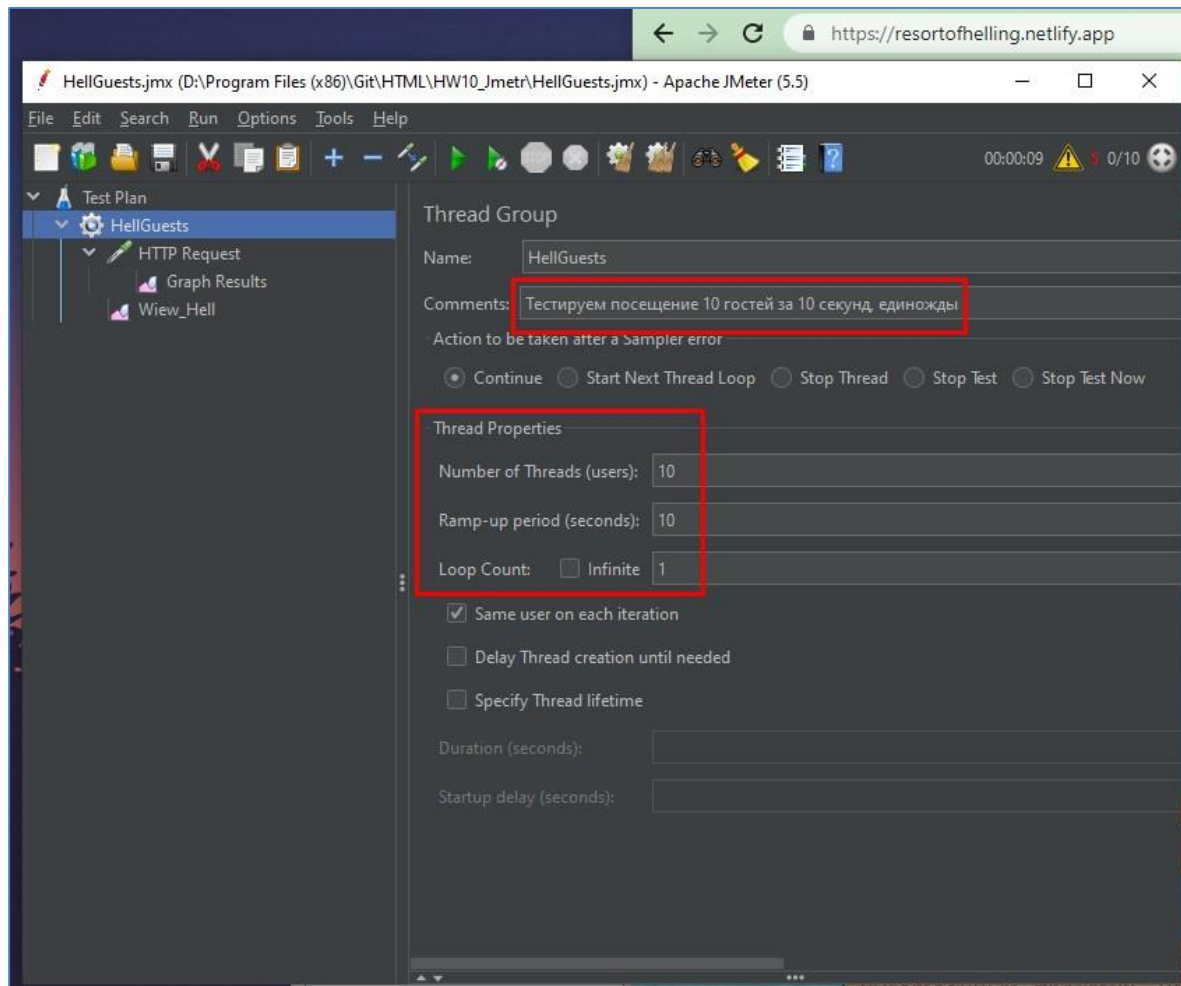 https://resortofhelling.netlify.app
HellGuests.jmx (D:\Program Files (x86)\Git\HTML\HW10_Jmetr\HellGuests.jmx) - Apache JMeter (5.5)
File Edit Search Run Options Tools Help
00:00:09 5 0/10
Test Plan
HellGuests
HTTP Request
Graph Results
Wiew_Hell
Thread Group
Name: HellGuests
Comments: Тестируем посещение 10 гостей за 10 секунд, единожды
Action to be taken after a Sampler error
Continue Start Next Thread Loop Stop Thread Stop Test Stop Test Now
Thread Properties
Number of Threads (users): 10
Ramp-up period (seconds): 10
Loop Count: Infinite 1
Same user on each iteration
Delay Thread creation until needed
Specify Thread lifetime
Duration (seconds):
Startup delay (seconds):